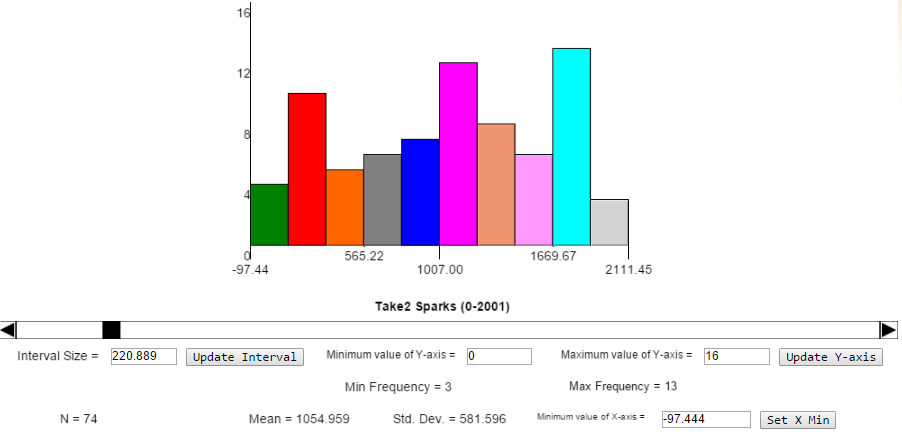 16
12
8
4
0
-97.44 565.22 1007.00 1669.67 2111.45
Take2 Sparks (0-2001)
Interval Size = 220.889 Update Interval Minimum value of Y-axis = 0 Maximum value of Y-axis = 16 Update Y-axis
Min Frequency = 3 Max Frequency = 13
N = 74 Mean = 1054.959 Std. Dev. = 581.596 Minimum value of X-axis = -97.444 Set X Min